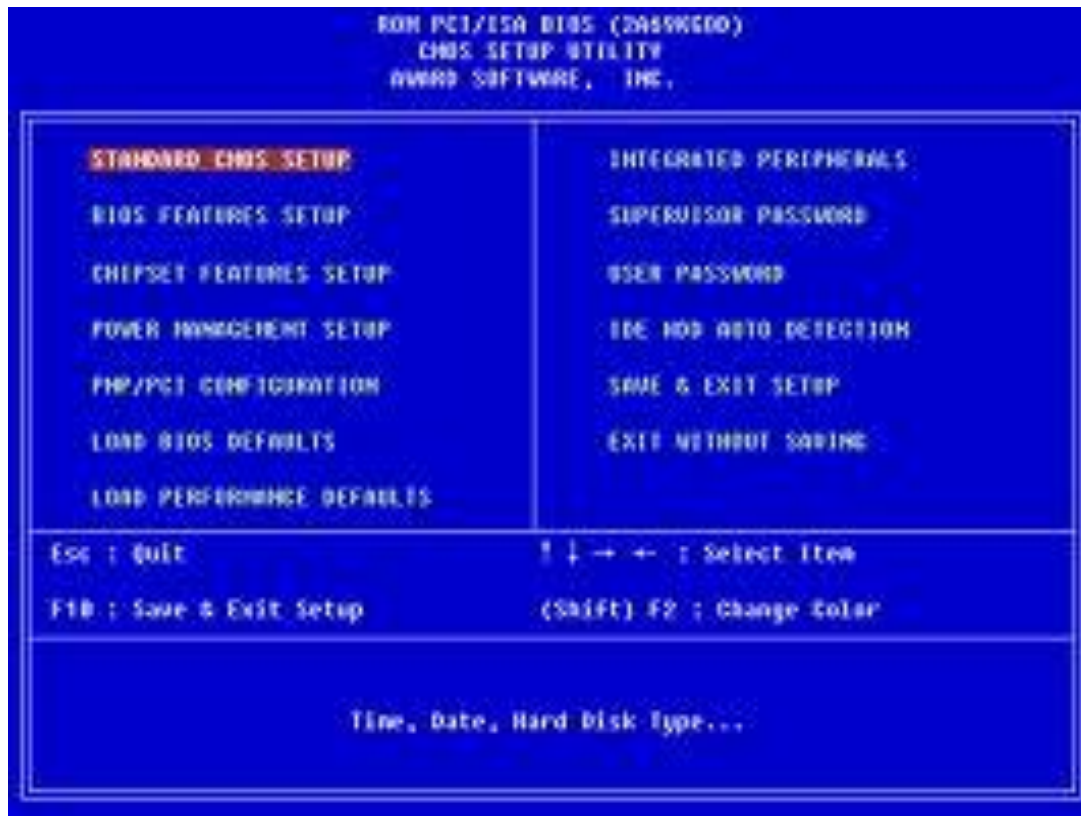 ROM PCI/ISA BIOS (2A69KGOD)
CMOS SETUP UTILITY
AWARD SOFTWARE, INC.
STANDARD CMOS SETUP
BIOS FEATURES SETUP
CHIPSET FEATURES SETUP
POWER MANAGEMENT SETUP
PNP/PCI CONFIGURATION
LOAD BIOS DEFAULTS
LOAD PERFORMANCE DEFAULTS
INTEGRATED PERIPHERALS
SUPERVISOR PASSWORD
USER PASSWORD
IDE HDD AUTO DETECTION
SAVE & EXIT SETUP
EXIT WITHOUT SAVING
Esc : Quit
↑ ↓ → ← : Select Item
F10 : Save & Exit Setup
(Shift) F2 : Change Color
Time, Date, Hard Disk Type...